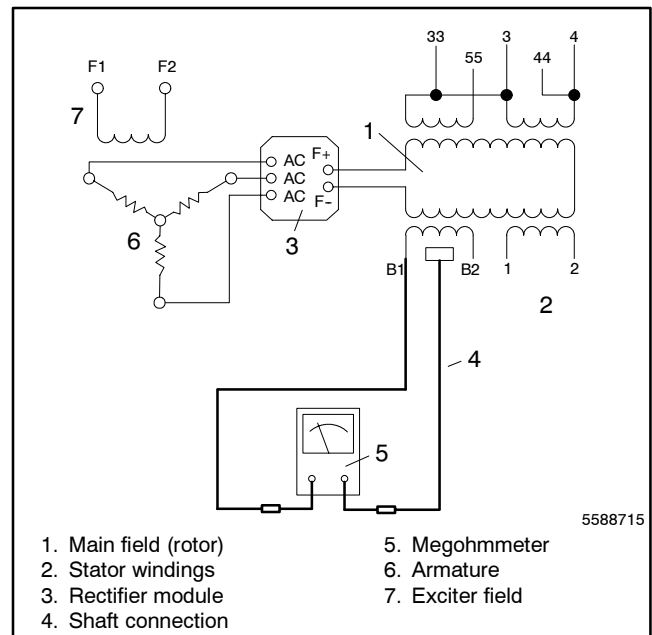 33 3 4
55 44
F1 F2
7
1
AC F+
AC
AC F-
3
6
B1 B2 1 2
2
4
5
5588715
1. Main field (rotor)
2. Stator windings
3. Rectifier module
4. Shaft connection
5. Megohmmeter
6. Armature
7. Exciter field